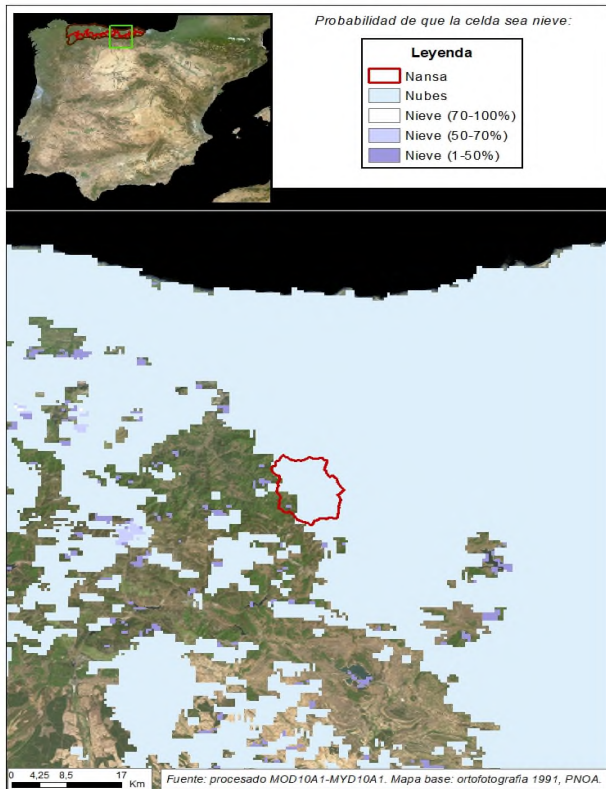 Probabilidad de que la celda sea nieve:
Leyenda
Nansa
Nubes
Nieve (70-100%)
Nieve (50-70%)
Nieve (1-50%)
0 4,25 8,5 17
Km
Fuente: procesado MOD10A1-MYD10A1. Mapa base: ortofotografia 1991, PNOA.